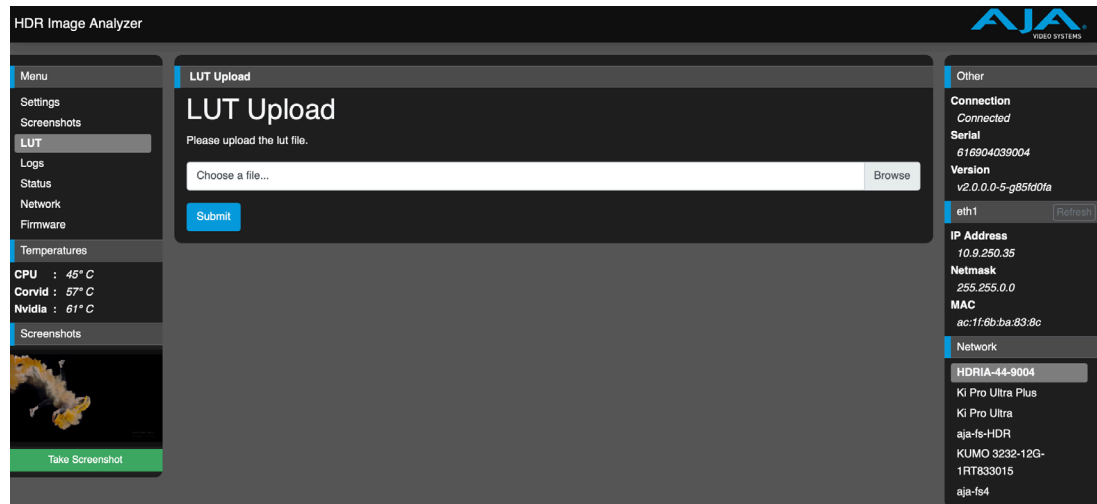 HDR Image Analyzer
AJA
VIDEO SYSTEMS
Menu
Settings
Screenshots
LUT
Logs
Status
Network
Firmware
Temperatures
CPU : 45° C
Corvid : 57° C
Nvidia : 61° C
Screenshots
Take Screenshot
LUT Upload
LUT Upload
Please upload the lut file.
Choose a file... Browse
Submit
Other
Connection
Connected
Serial
616904039004
Version
v2.0.0.0-5-g85fd0fa
eth1 Refresh
IP Address
10.9.250.35
Netmask
255.255.0.0
MAC
ac:1f:6b:ba:83:8c
Network
HDRIA-44-9004
Ki Pro Ultra Plus
Ki Pro Ultra
aja-fs-HDR
KUMO 3232-12G-
1RT833015
aja-fs4